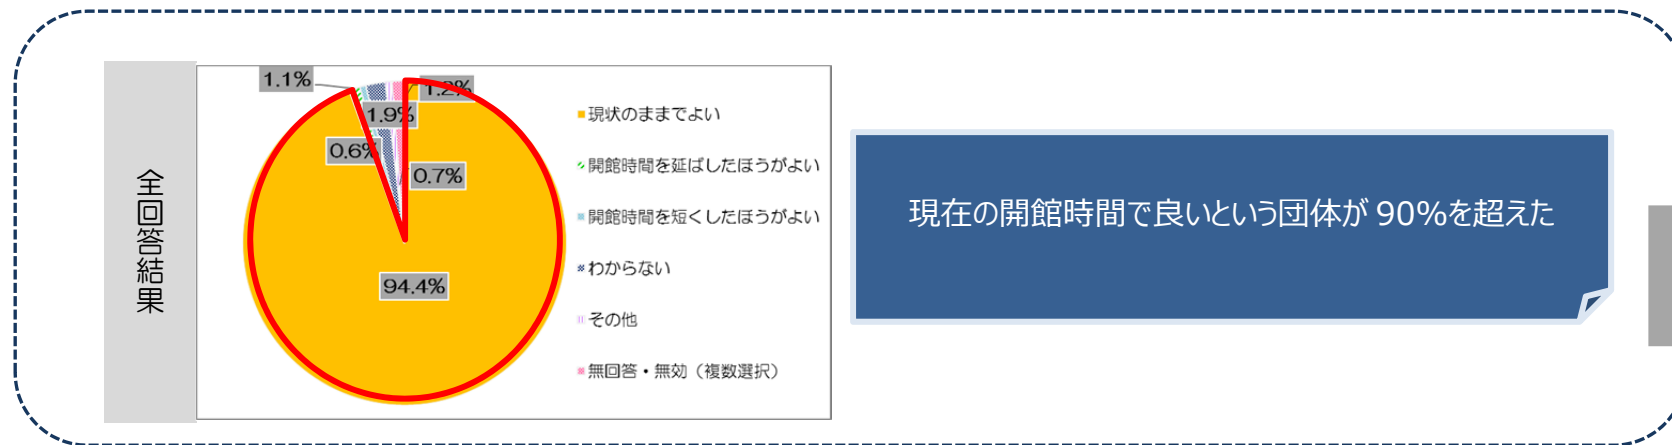 全回答結果
1.1%
1.2%
1.9%
0.6%
0.7%
94.4%
現状のままでよい
開館時間を延ばしたほうがよい
開館時間を短くしたほうがよい
わからない
その他
無回答・無効（複数選択）
現在の開館時間で良いという団体が 90%を超えた